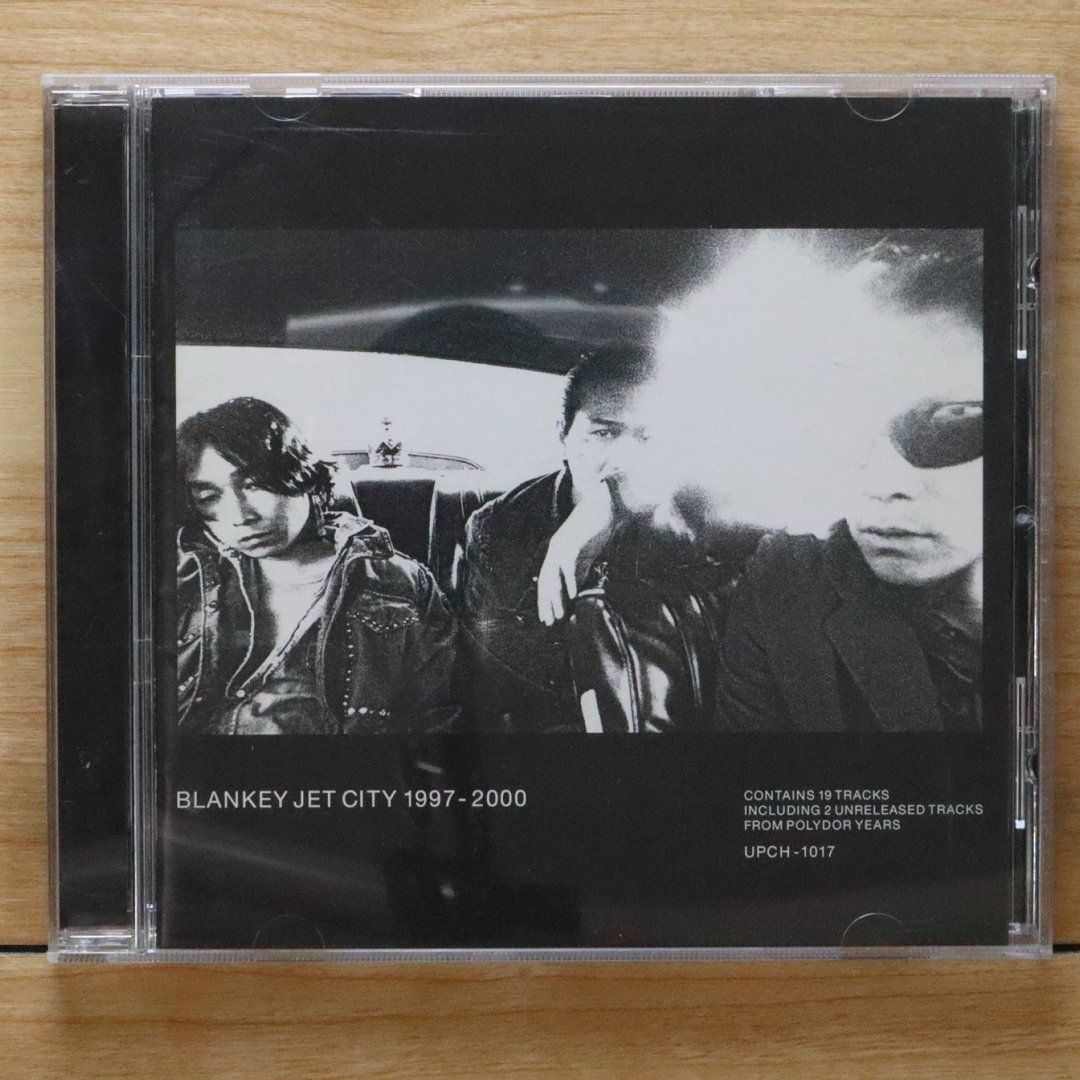 BLANKEY JET CITY 1997-2000
CONTAINS 19 TRACKS
INCLUDING 2 UNRELEASED TRACKS
FROM POLYDOR YEARS
UPCH-1017